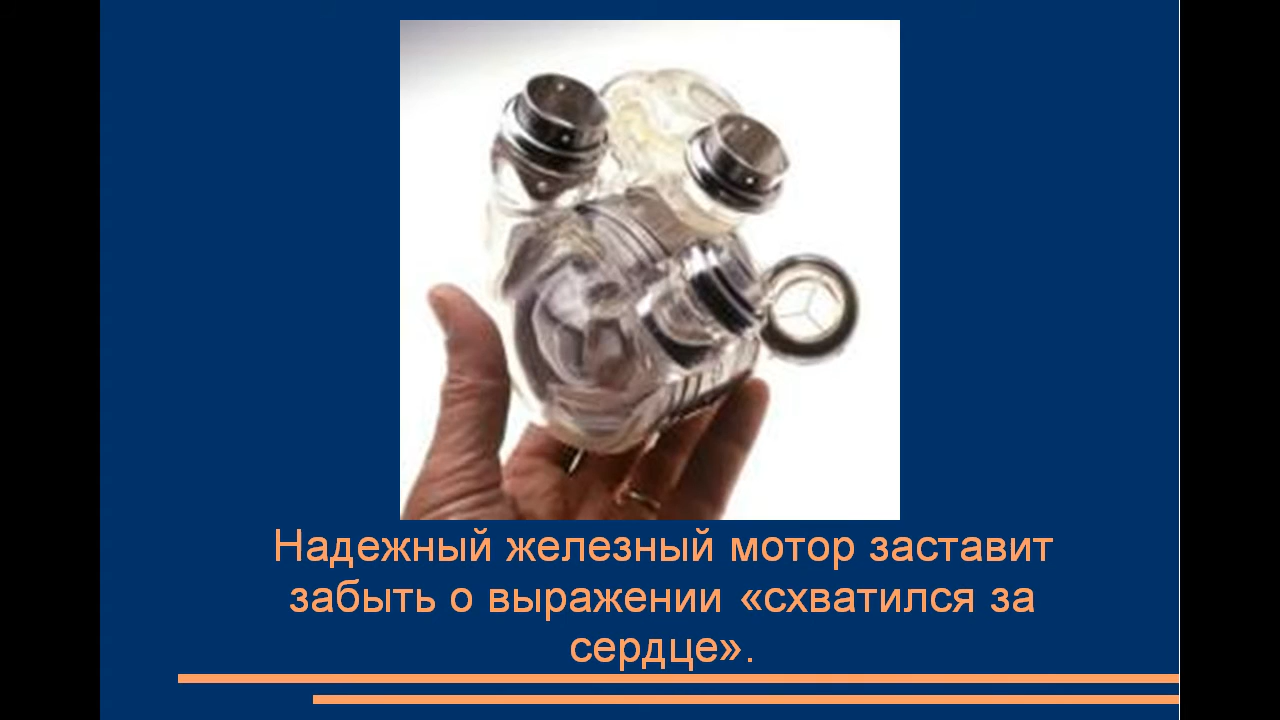 Надежный железный мотор заставит
забыть о выражении «схватился за
сердце».